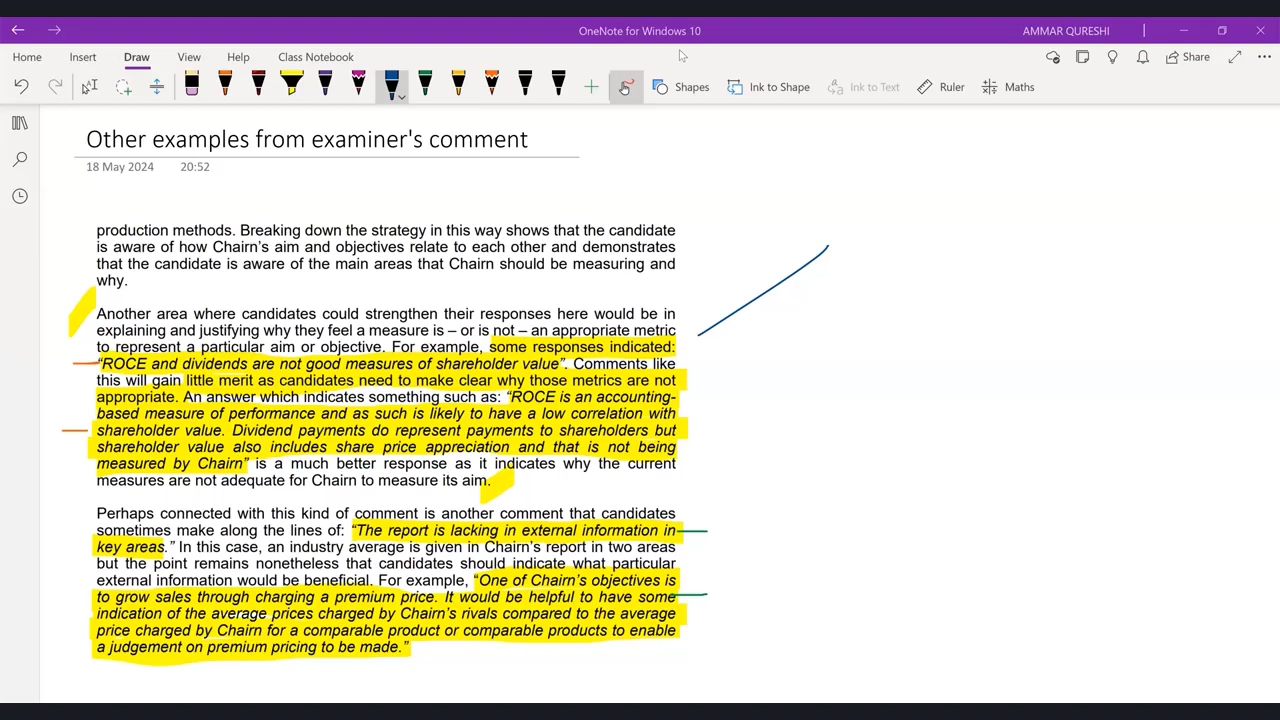 OneNote for Windows 10
AMMAR QURESHI
Home Insert Draw View Help Class Notebook
Share
Shapes Ink to Shape Ink to Text Ruler Maths
Other examples from examiner's comment
18 May 2024 20:52
production methods. Breaking down the strategy in this way shows that the candidate
is aware of how Chairn's aim and objectives relate to each other and demonstrates
that the candidate is aware of the main areas that Chairn should be measuring and
why.
Another area where candidates could strengthen their responses here would be in
explaining and justifying why they feel a measure is – or is not – an appropriate metric
to represent a particular aim or objective. For example, some responses indicated:
“ROCE and dividends are not good measures of shareholder value”. Comments like
this will gain little merit as candidates need to make clear why those metrics are not
appropriate. An answer which indicates something such as: “ROCE is an accounting-
based measure of performance and as such is likely to have a low correlation with
shareholder value. Dividend payments do represent payments to shareholders but
shareholder value also includes share price appreciation and that is not being
measured by Chairn” is a much better response as it indicates why the current
measures are not adequate for Chairn to measure its aim.
Perhaps connected with this kind of comment is another comment that candidates
sometimes make along the lines of: “The report is lacking in external information in
key areas.” In this case, an industry average is given in Chairn's report in two areas
but the point remains nonetheless that candidates should indicate what particular
external information would be beneficial. For example, “One of Chairn's objectives is
to grow sales through charging a premium price. It would be helpful to have some
indication of the average prices charged by Chairn's rivals compared to the average
price charged by Chairn for a comparable product or comparable products to enable
a judgement on premium pricing to be made.”